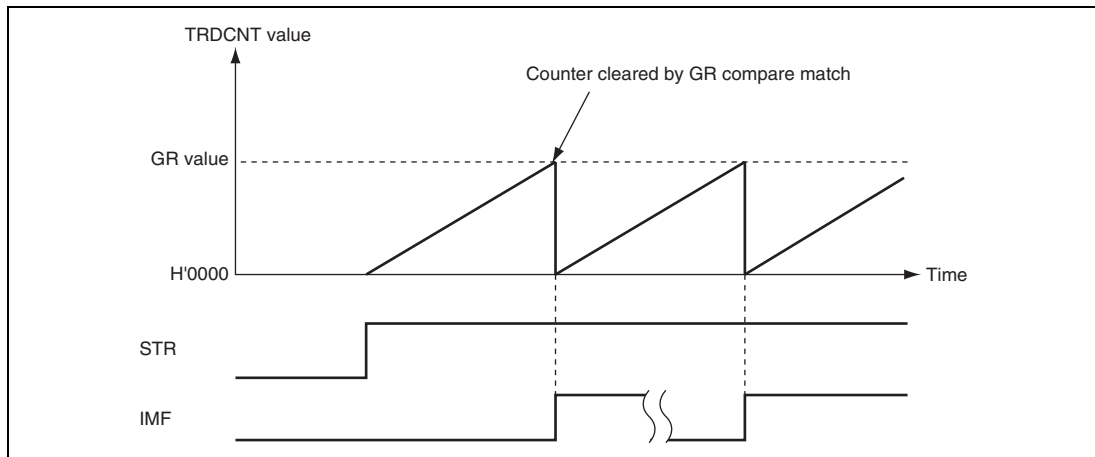 TRDCNT value
Counter cleared by GR compare match
GR value
H'0000
Time
STR
IMF